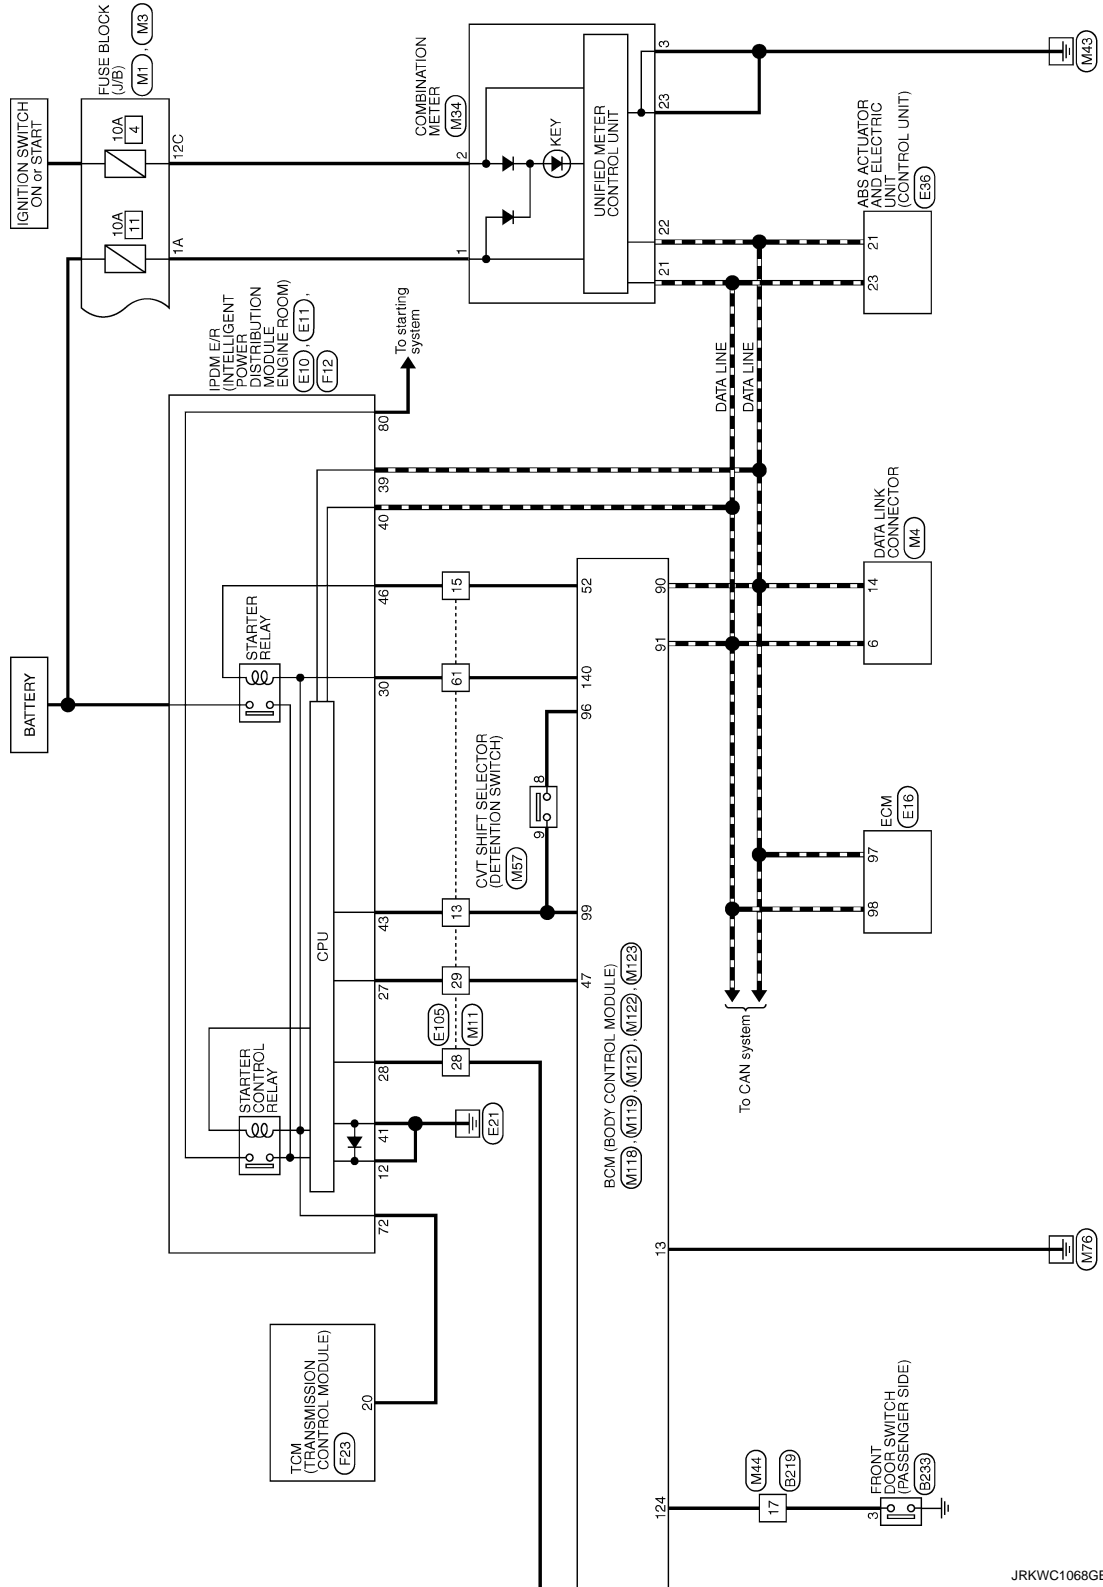 IGNITION SWITCH
ON or START
BATTERY
FUSE BLOCK
(J/B)
M1 , M3
10A
4
12C
10A
11
1A
COMBINATION
METER
M34
2
1
KEY
UNIFIED METER
CONTROL UNIT
3
23
22
21
M43
ABS ACTUATOR
AND ELECTRIC
UNIT
(CONTROL UNIT)
E36
21
23
IPDM E/R
(INTELLIGENT
POWER
DISTRIBUTION
MODULE
ENGINE ROOM)
E10 , E11 ,
F12
To starting
system
80
39
40
46
30
43
27
28
41
12
72
STARTER
RELAY
CPU
STARTER
CONTROL
RELAY
DATA LINE
DATA LINE
15
61
13
29
28
E105
M11
E21
52
140
96
99
47
90
91
13
124
CVT SHIFT SELECTOR
(DETENTION SWITCH)
M57
8
9
BCM (BODY CONTROL MODULE)
M118 , M119 , M121 , M122 , M123
DATA LINK
CONNECTOR
M4
14
6
ECM
E16
97
98
To CAN system
TCM
(TRANSMISSION
CONTROL MODULE)
F23
20
M76
M44
B219
17
FRONT
DOOR SWITCH
(PASSENGER SIDE)
B233
3